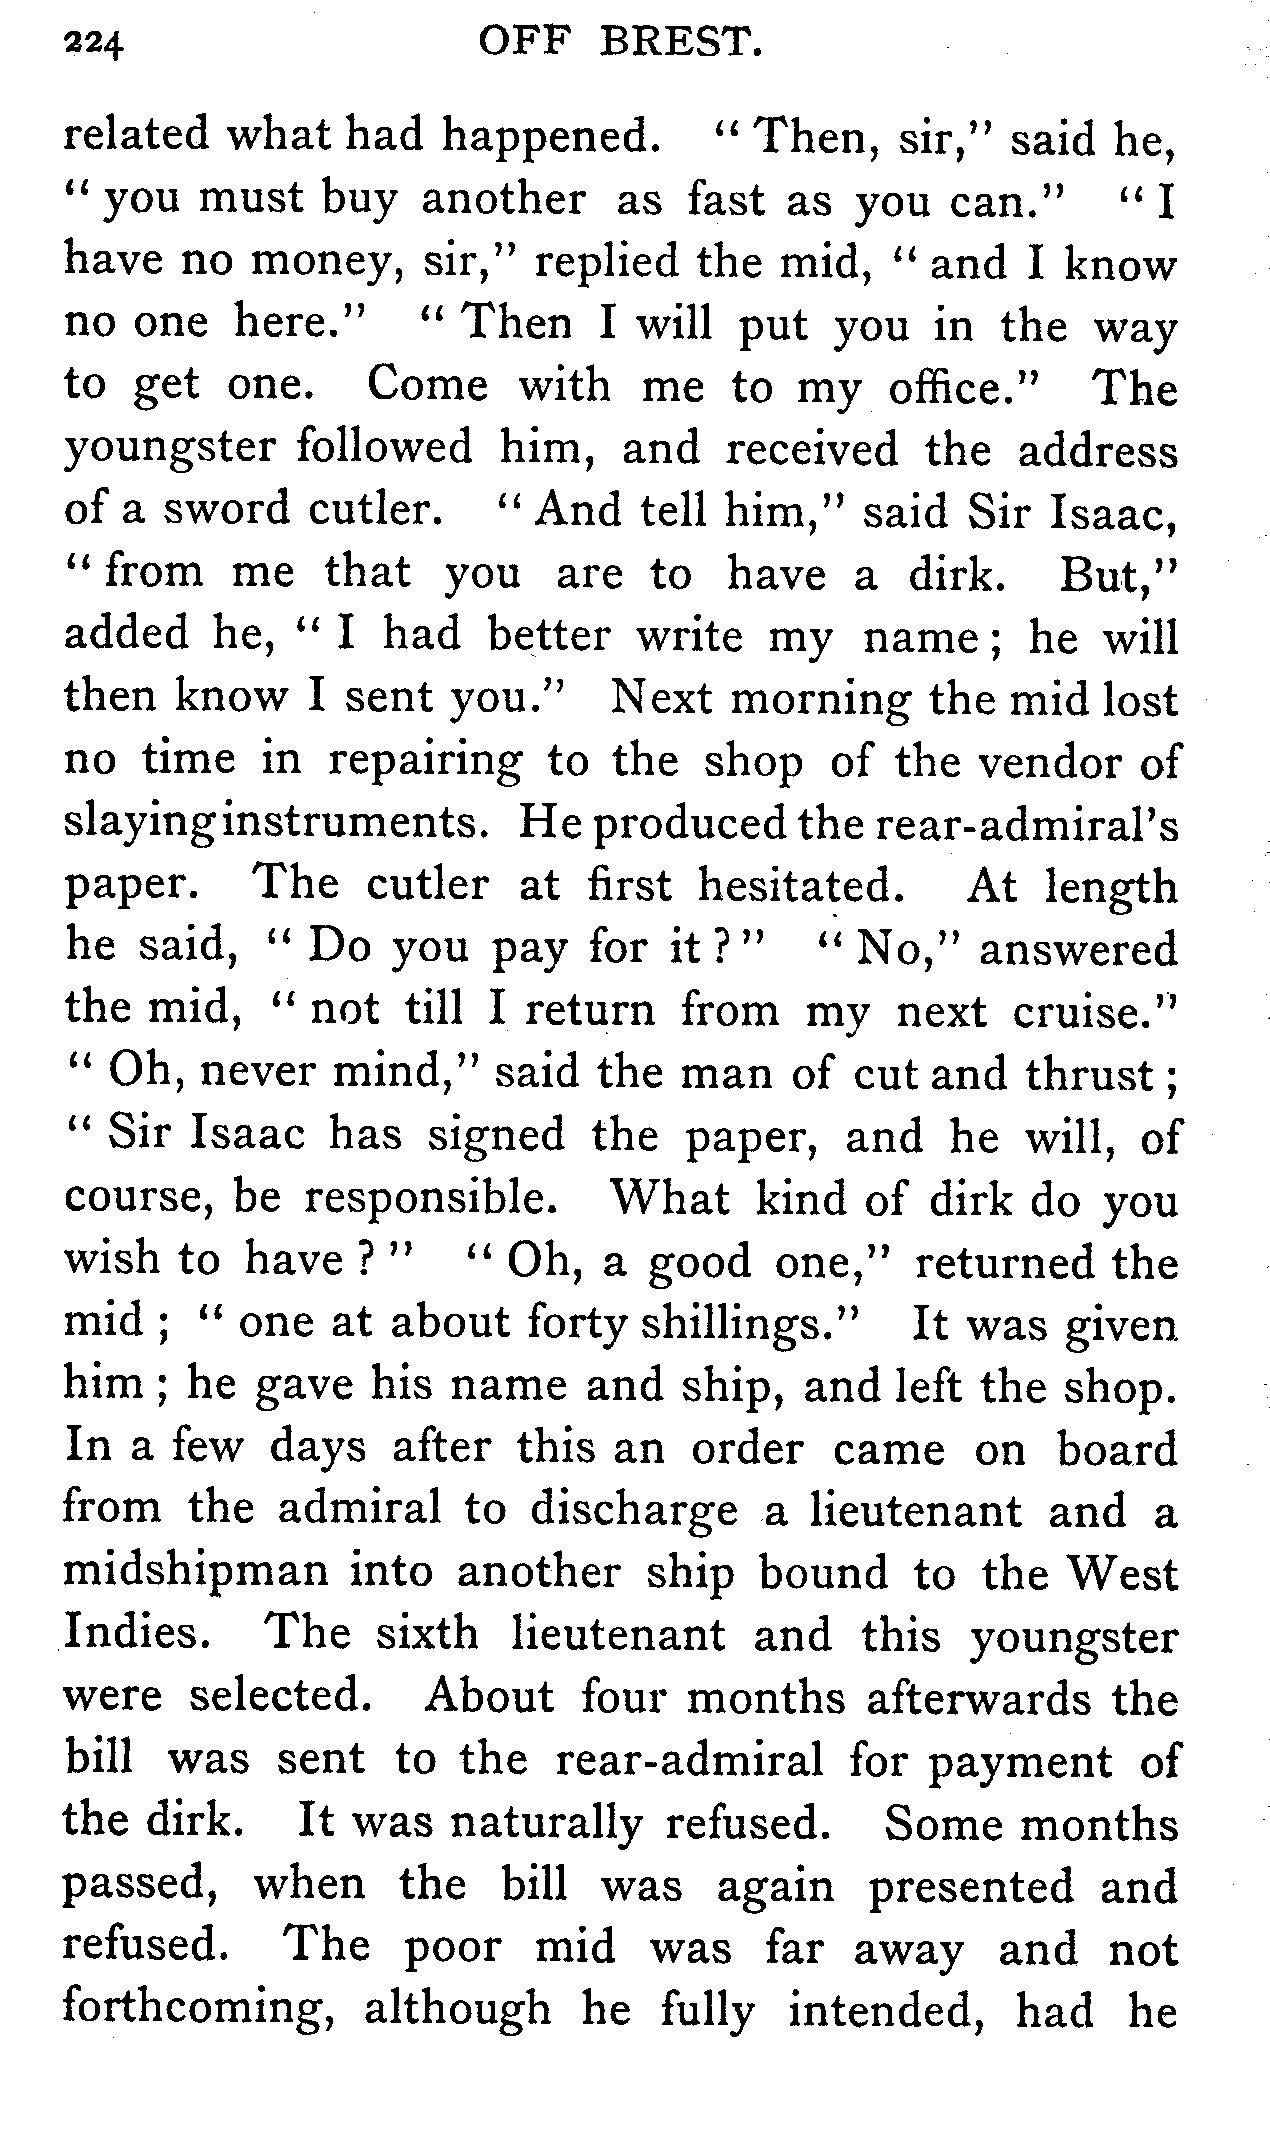 224 OFF BREST.
related what had happened. " Then, sir," said he,
" you must buy another as fast as you can." " I
have no money, sir," replied the mid, " and I know
no one here." " Then I will put you in the way
to get one. Come with me to my office." The
youngster followed him, and received the address
of a sword cutler. " And tell him," said Sir Isaac,
" from me that you are to have a dirk. But,"
added he, " I had better write my name ; he will
then know I sent you." Next morning the mid lost
no time in repairing to the shop of the vendor of
slaying instruments. He produced the rear-admiral's
paper. The cutler at first hesitated. At length
he said, " Do you pay for it ? " " No," answered
the mid, " not till I return from my next cruise."
" Oh, never mind," said the man of cut and thrust ;
" Sir Isaac has signed the paper, and he will, of
course, be responsible. What kind of dirk do you
wish to have ? " " Oh, a good one," returned the
mid ; " one at about forty shillings." It was given
him ; he gave his name and ship, and left the shop.
In a few days after this an order came on board
from the admiral to discharge a lieutenant and a
midshipman into another ship bound to the West
Indies. The sixth lieutenant and this youngster
were selected. About four months afterwards the
bill was sent to the rear-admiral for payment of
the dirk. It was naturally refused. Some months
passed, when the bill was again presented and
refused. The poor mid was far away and not
forthcoming, although he fully intended, had he